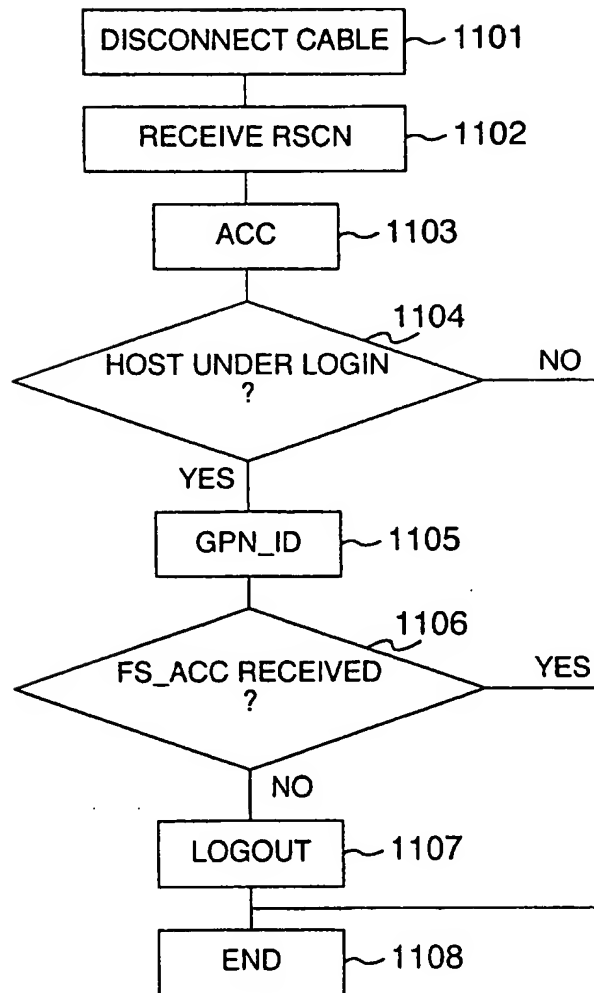 DISCONNECT CABLE 1101
RECEIVE RSCN 1102
ACC 1103
1104
HOST UNDER LOGIN
?
NO
YES
GPN_ID 1105
1106
FS_ACC RECEIVED
?
YES
NO
LOGOUT 1107
END 1108